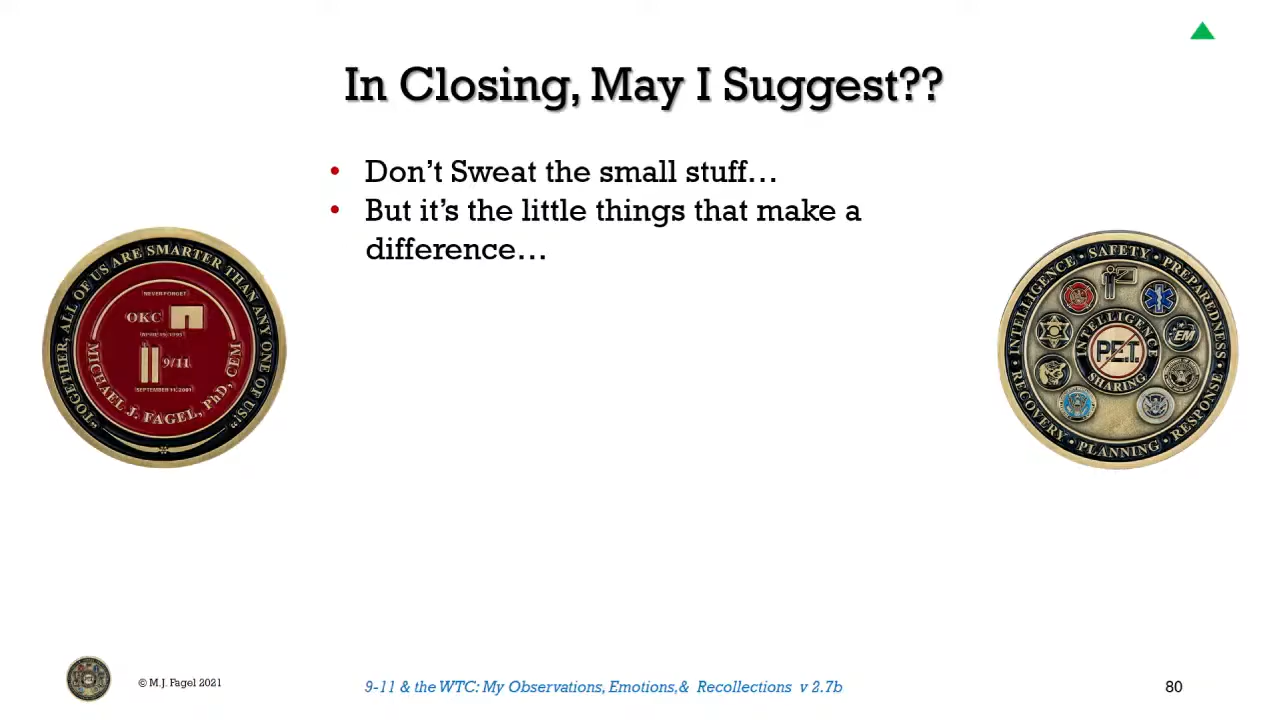 In Closing, May I Suggest??
• Don't Sweat the small stuff…
• But it's the little things that make a
difference…
"TOGETHER, ALL OF US ARE SMARTER THAN ANY ONE OF US!"
NEVER FORGET
OKC
9/11
SEPTEMBER 11, 2001
MICHAEL J. FAGEL, PhD, CEM
INTELLIGENCE • SAFETY • PREPAREDNESS •
RESPONSE • PLANNING • RECOVERY •
INTELLIGENCE
P.E.T.
SHARING
EM
© M.J. Fagel 2021
9-11 & the WTC: My Observations, Emotions,& Recollections v 2.7b
80